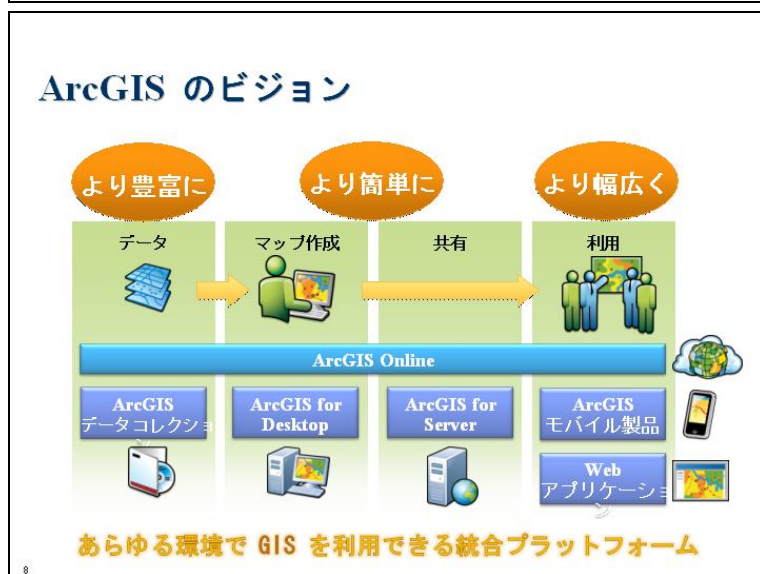 ArcGIS のビジョン
より豊富に
より簡単に
より幅広く
データ
マップ作成
共有
利用
ArcGIS Online
ArcGIS
データコレクショ
ArcGIS for
Desktop
ArcGIS for
Server
ArcGIS
モバイル製品
Web
アプリケーショ
あらゆる環境で GIS を利用できる統合プラットフォーム
8